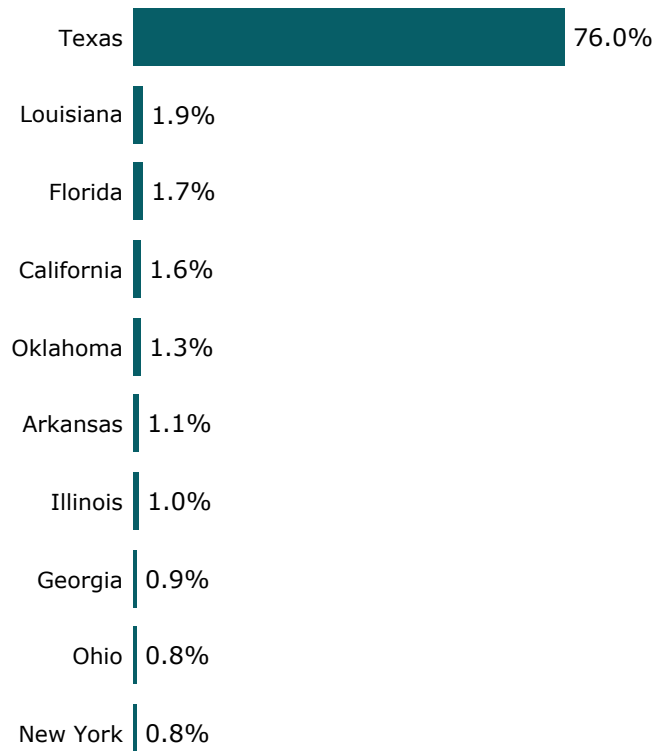 Texas 76.0%
Louisiana 1.9%
Florida 1.7%
California 1.6%
Oklahoma 1.3%
Arkansas 1.1%
Illinois 1.0%
Georgia 0.9%
Ohio 0.8%
New York 0.8%